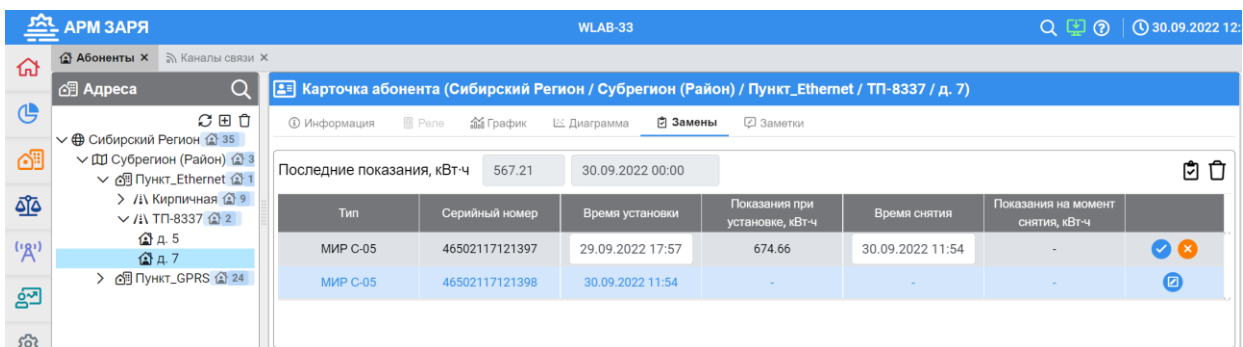 АРМ ЗАРЯ WLAB-33 30.09.2022 12:
Абоненты Каналы связи
Адреса
Карточка абонента (Сибирский Регион / Субрегион (Район) / Пункт_Ethernet / ТП-8337 / д. 7)
Информация Реле График Диаграмма Замены Заметки
Сибирский Регион 35
Субрегион (Район) 3
Пункт_Ethernet 1
Кирпичная 9
ТП-8337 2
д. 5
д. 7
Пункт_GPRS 24
Последние показания, кВт·ч 567.21 30.09.2022 00:00
Тип Серийный номер Время установки Показания при установке, кВт·ч Время снятия Показания на момент снятия, кВт·ч
МИР С-05 46502117121397 29.09.2022 17:57 674.66 30.09.2022 11:54 -
МИР С-05 46502117121398 30.09.2022 11:54 - - -